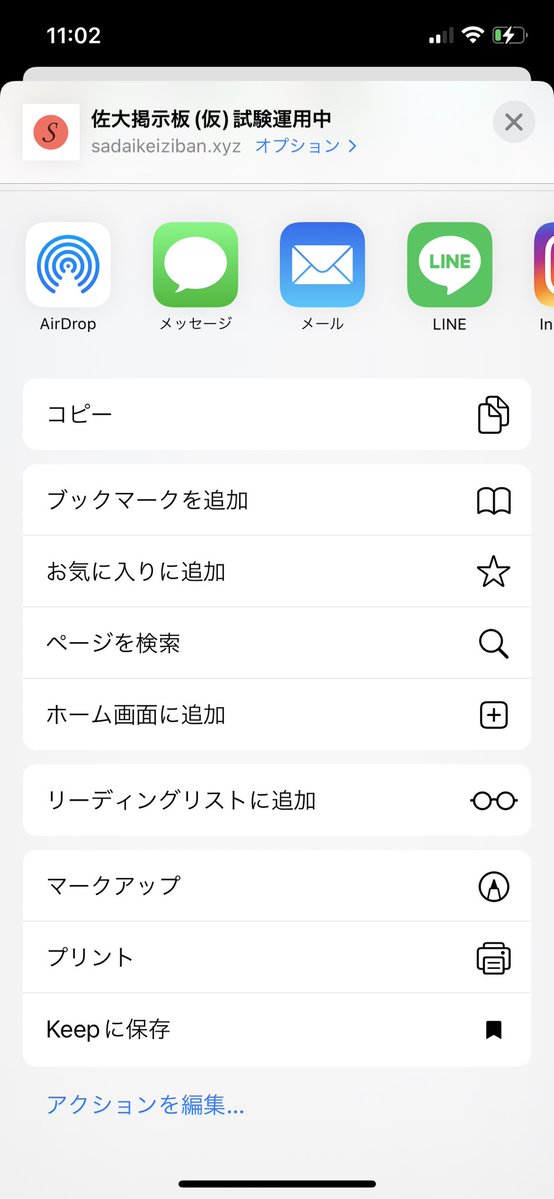 11:02
S
佐大掲示板(仮)試験運用中
sadaikeiziban.xyz オプション
AirDrop メッセージ メール LINE LINE In
コピー
ブックマークを追加
お気に入りに追加
ページを検索
ホーム画面に追加
リーディングリストに追加
マークアップ
プリント
Keepに保存
アクションを編集...